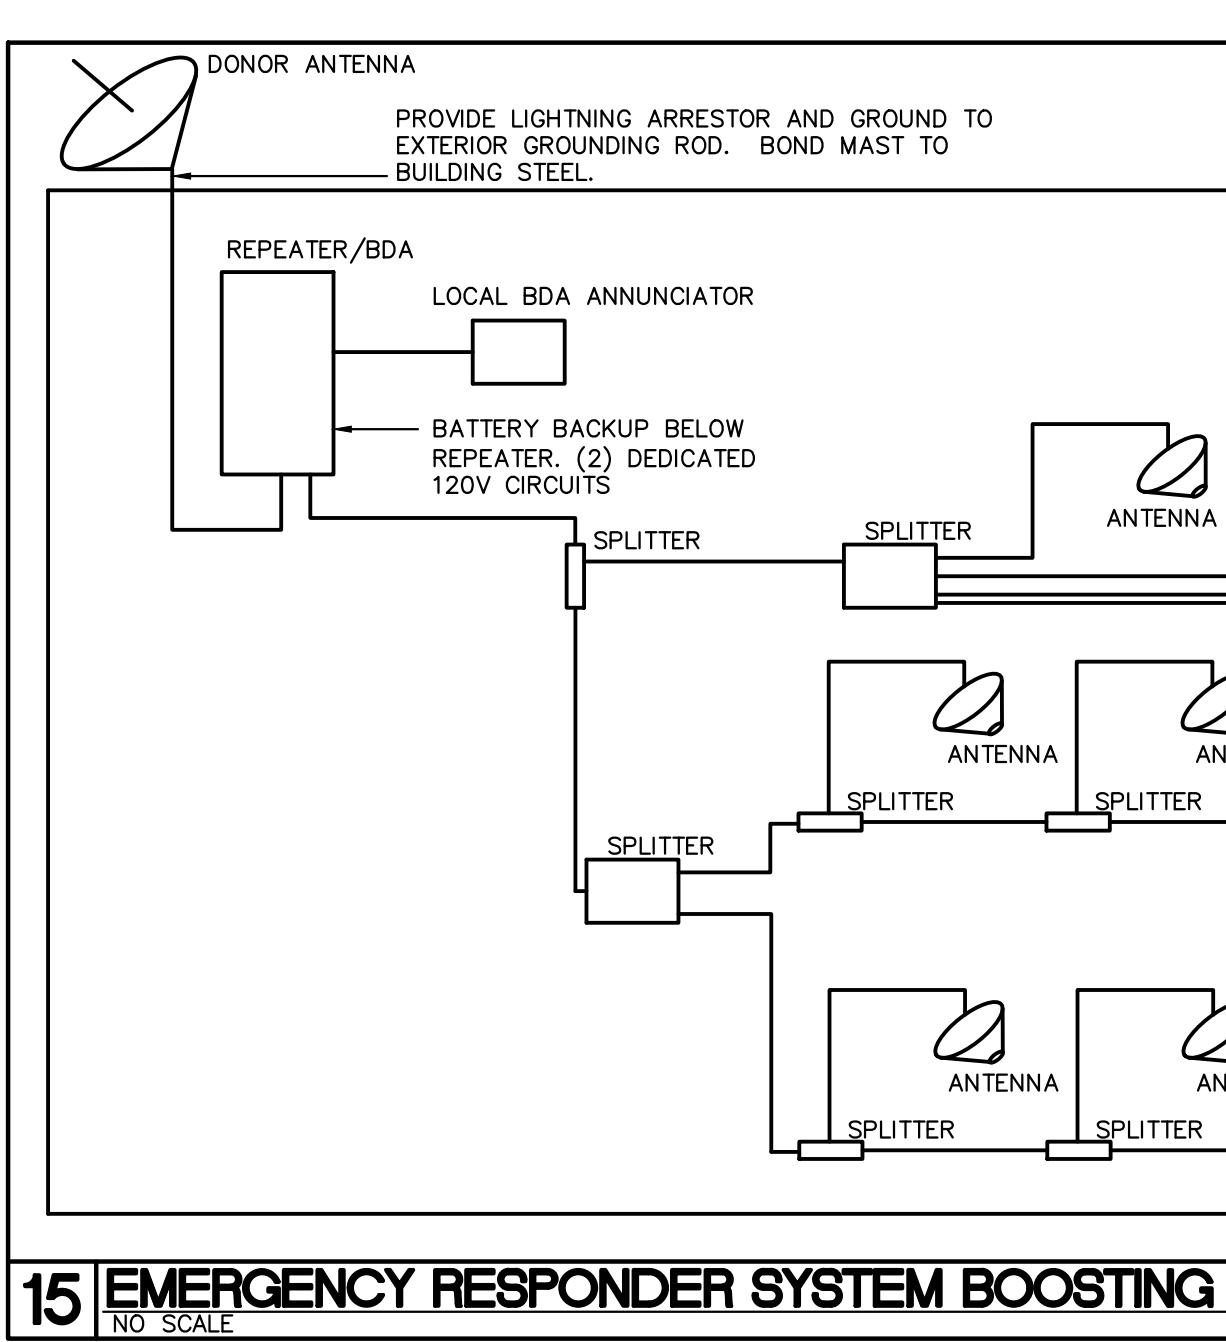 DONOR ANTENNA
PROVIDE LIGHTNING ARRESTOR AND GROUND TO
EXTERIOR GROUNDING ROD. BOND MAST TO
BUILDING STEEL.
REPEATER/BDA
LOCAL BDA ANNUNCIATOR
BATTERY BACKUP BELOW
REPEATER. (2) DEDICATED
120V CIRCUITS
SPLITTER
SPLITTER
ANTENNA
ANTENNA
AN
SPLITTER
SPLITTER
SPLITTER
ANTENNA
AN
SPLITTER
SPLITTER
15 EMERGENCY RESPONDER SYSTEM BOOSTING
NO SCALE